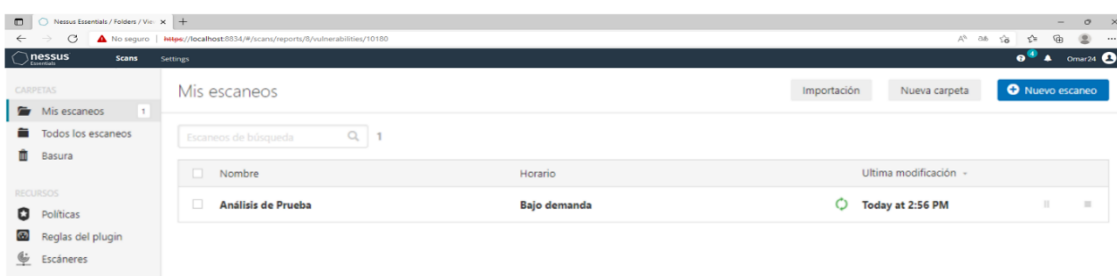 Nessus Essentials / Folders / Vie
No seguro | https://localhost:8834/#/scans/reports/8/vulnerabilities/10180
nessus
Essentials
Scans
Settings
4
Omar24
CARPETAS
Mis escaneos
1
Todos los escaneos
Basura
RECURSOS
Políticas
Reglas del plugin
Escáneres
Mis escaneos
Importación
Nueva carpeta
Nuevo escaneo
Escaneos de búsqueda
1
Nombre
Horario
Ultima modificación
Análisis de Prueba
Bajo demanda
Today at 2:56 PM